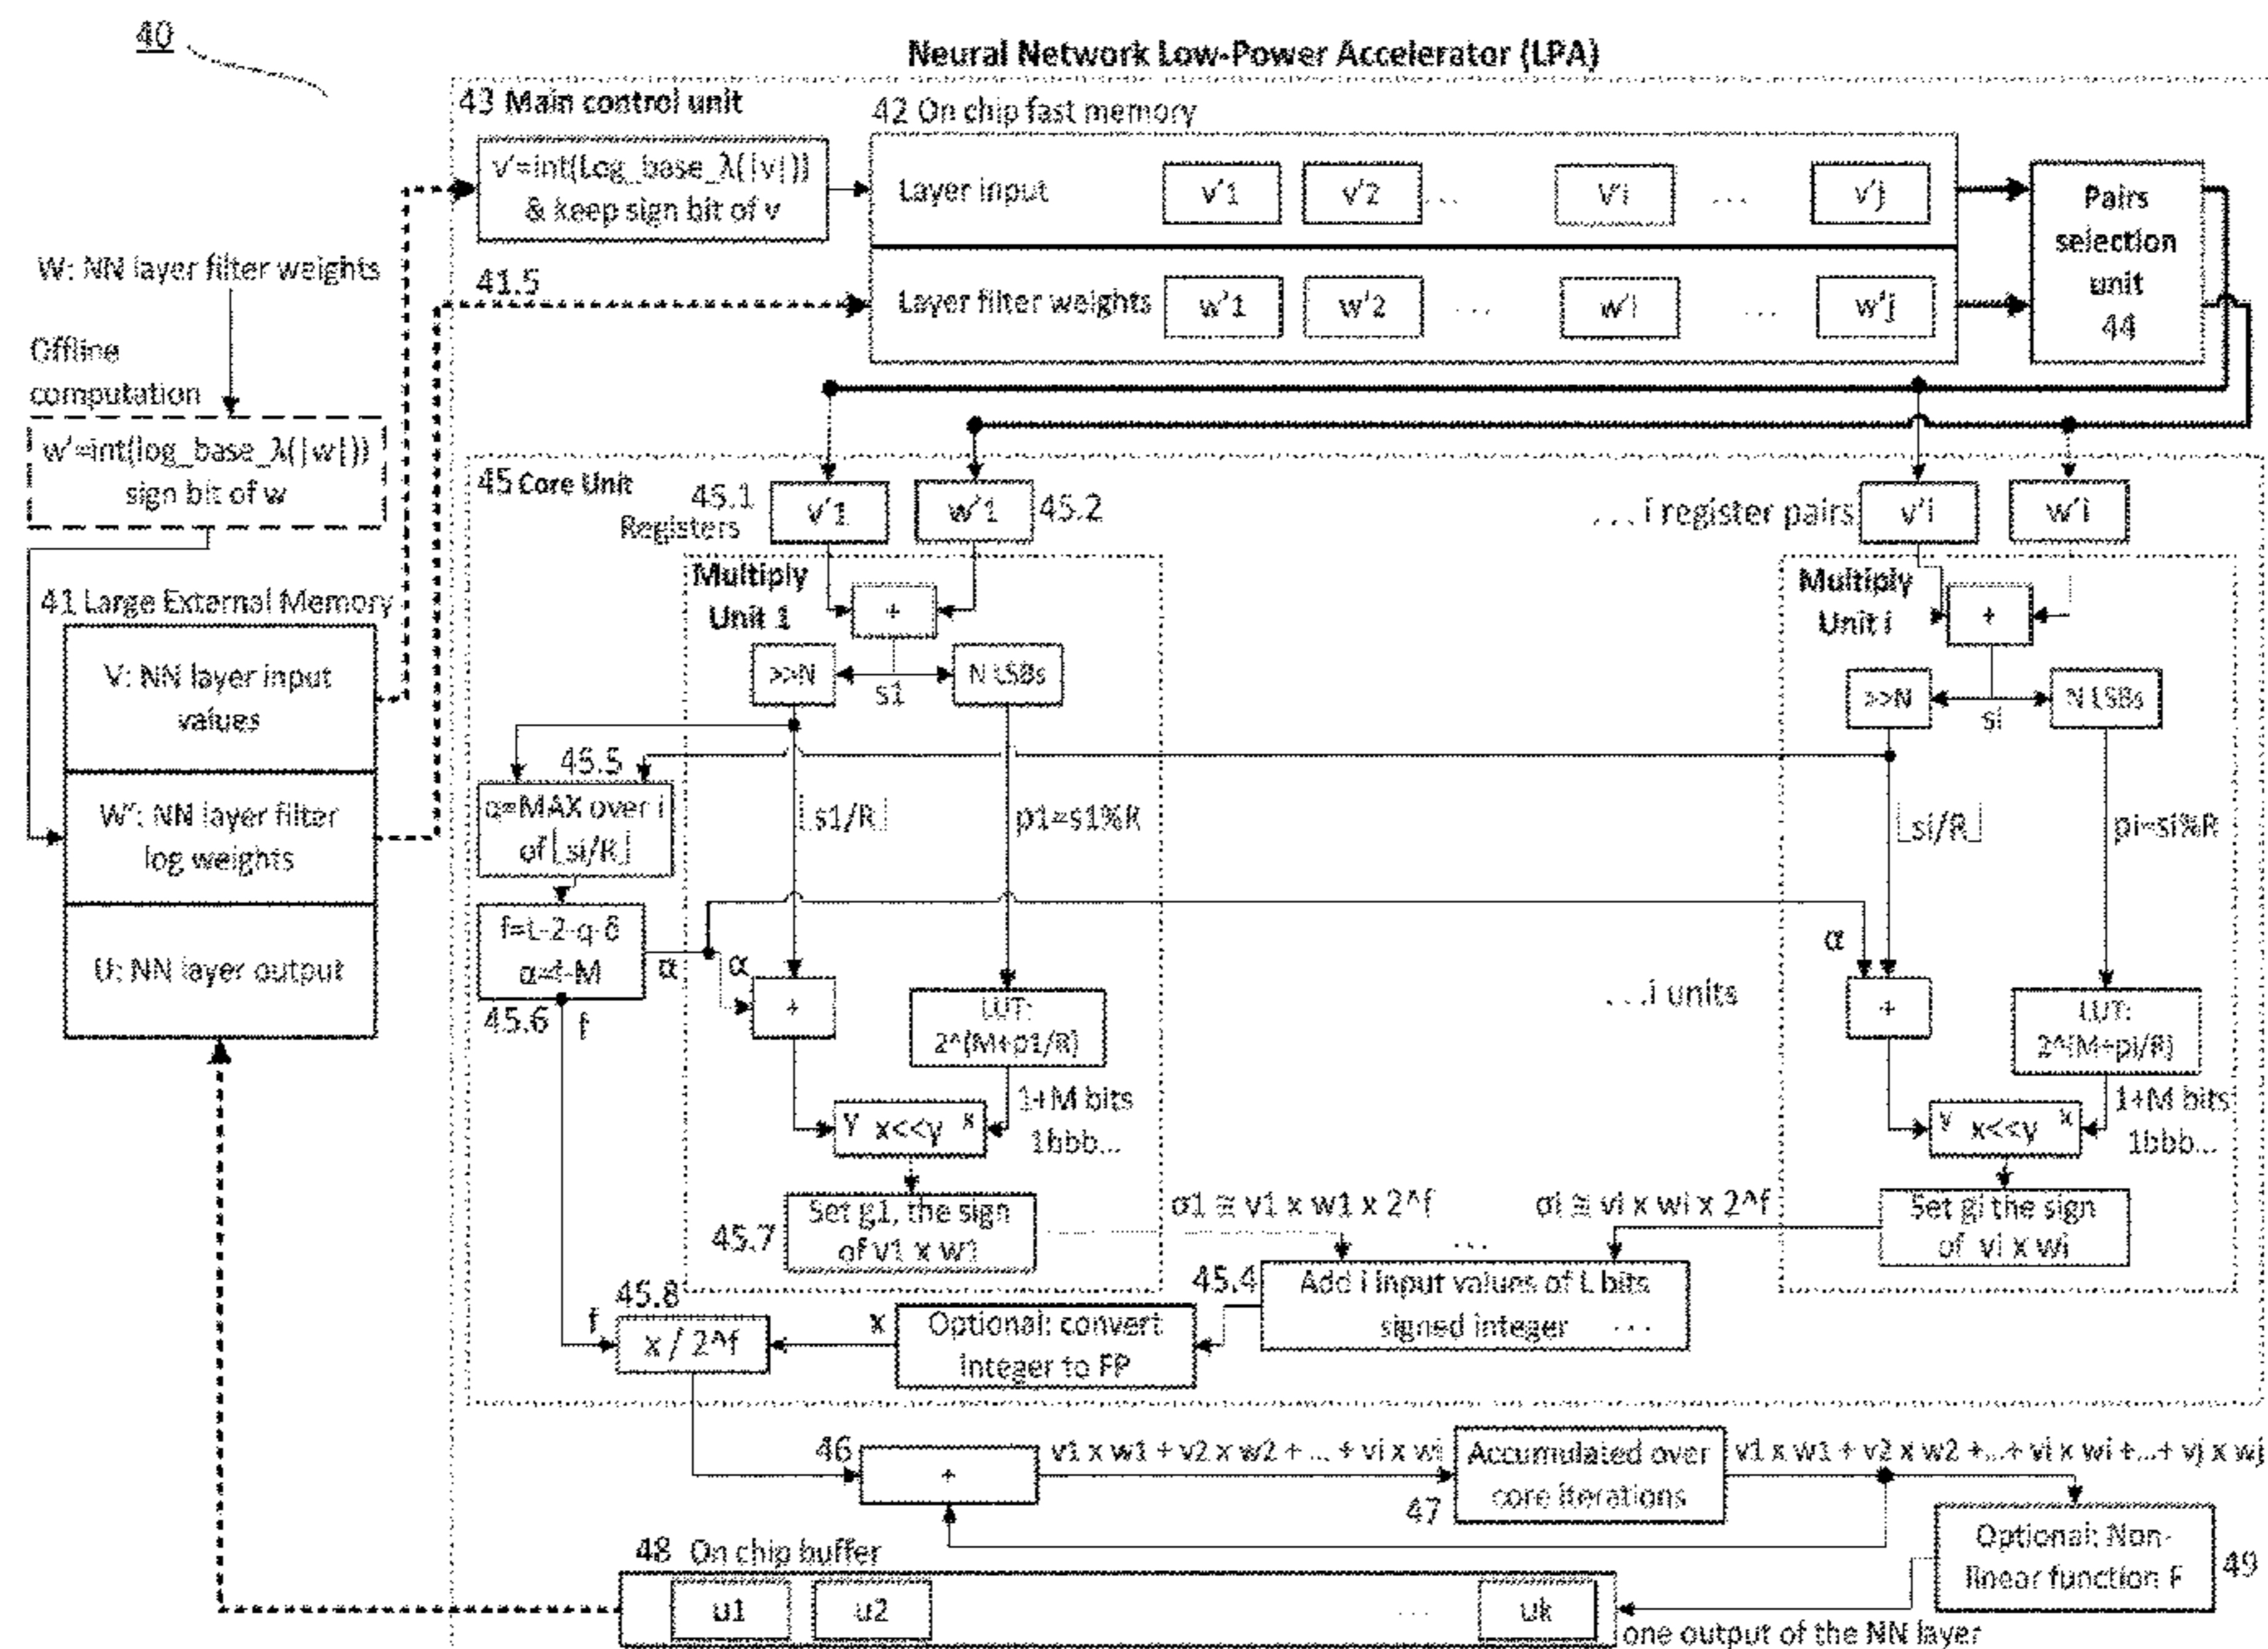 40
Neural Network Low-Power Accelerator (LPA)
43 Main control unit
42 On chip fast memory
v'=int(Log_base_λ(|v|))
& keep sign bit of v
Layer input
v'1
v'2
...
v'i
...
v'j
Pairs
selection
unit
44
W: NN layer filter weights
41.5
Layer filter weights
w'1
w'2
...
w'i
...
w'j
Offline
computation
w'=int(log_base_λ(|w|))
sign bit of w
45 Core Unit
45.1
Registers
v'1
w'1
45.2
...i register pairs
v'i
w'i
41 Large External Memory
V: NN layer input
values
W': NN layer filter
log weights
U: NN layer output
Multiply
Unit 1
+
>>N
s1
N LSBs
Multiply
Unit i
+
>>N
si
N LSBs
45.5
q=MAX over i
of ⌊si/R⌋
⌊s1/R⌋
p1=s1%R
⌊si/R⌋
pi=si%R
f=L-2-q-δ
α=f-M
45.6
f
α
α
+
LUT:
2^(M+p1/R)
...i units
α
+
LUT:
2^(M+pi/R)
1+M bits
1bbb...
y x<<y x
1+M bits
1bbb...
y x<<y x
45.7
Set g1, the sign
of v1 x w1
σ1 ≅ v1 x w1 x 2^f
σi ≅ vi x wi x 2^f
Set gi the sign
of vi x wi
...
45.4
Add i input values of L bits
signed integer ...
45.8
f
x / 2^f
x
Optional: convert
integer to FP
46
+
v1 x w1 + v2 x w2 + ... + vi x wi
Accumulated over
core iterations
47
v1 x w1 + v2 x w2 +...+ vi x wi +...+ vj x wj
Optional: Non-
linear function F
49
48 On chip buffer
u1
u2
...
uk
one output of the NN layer